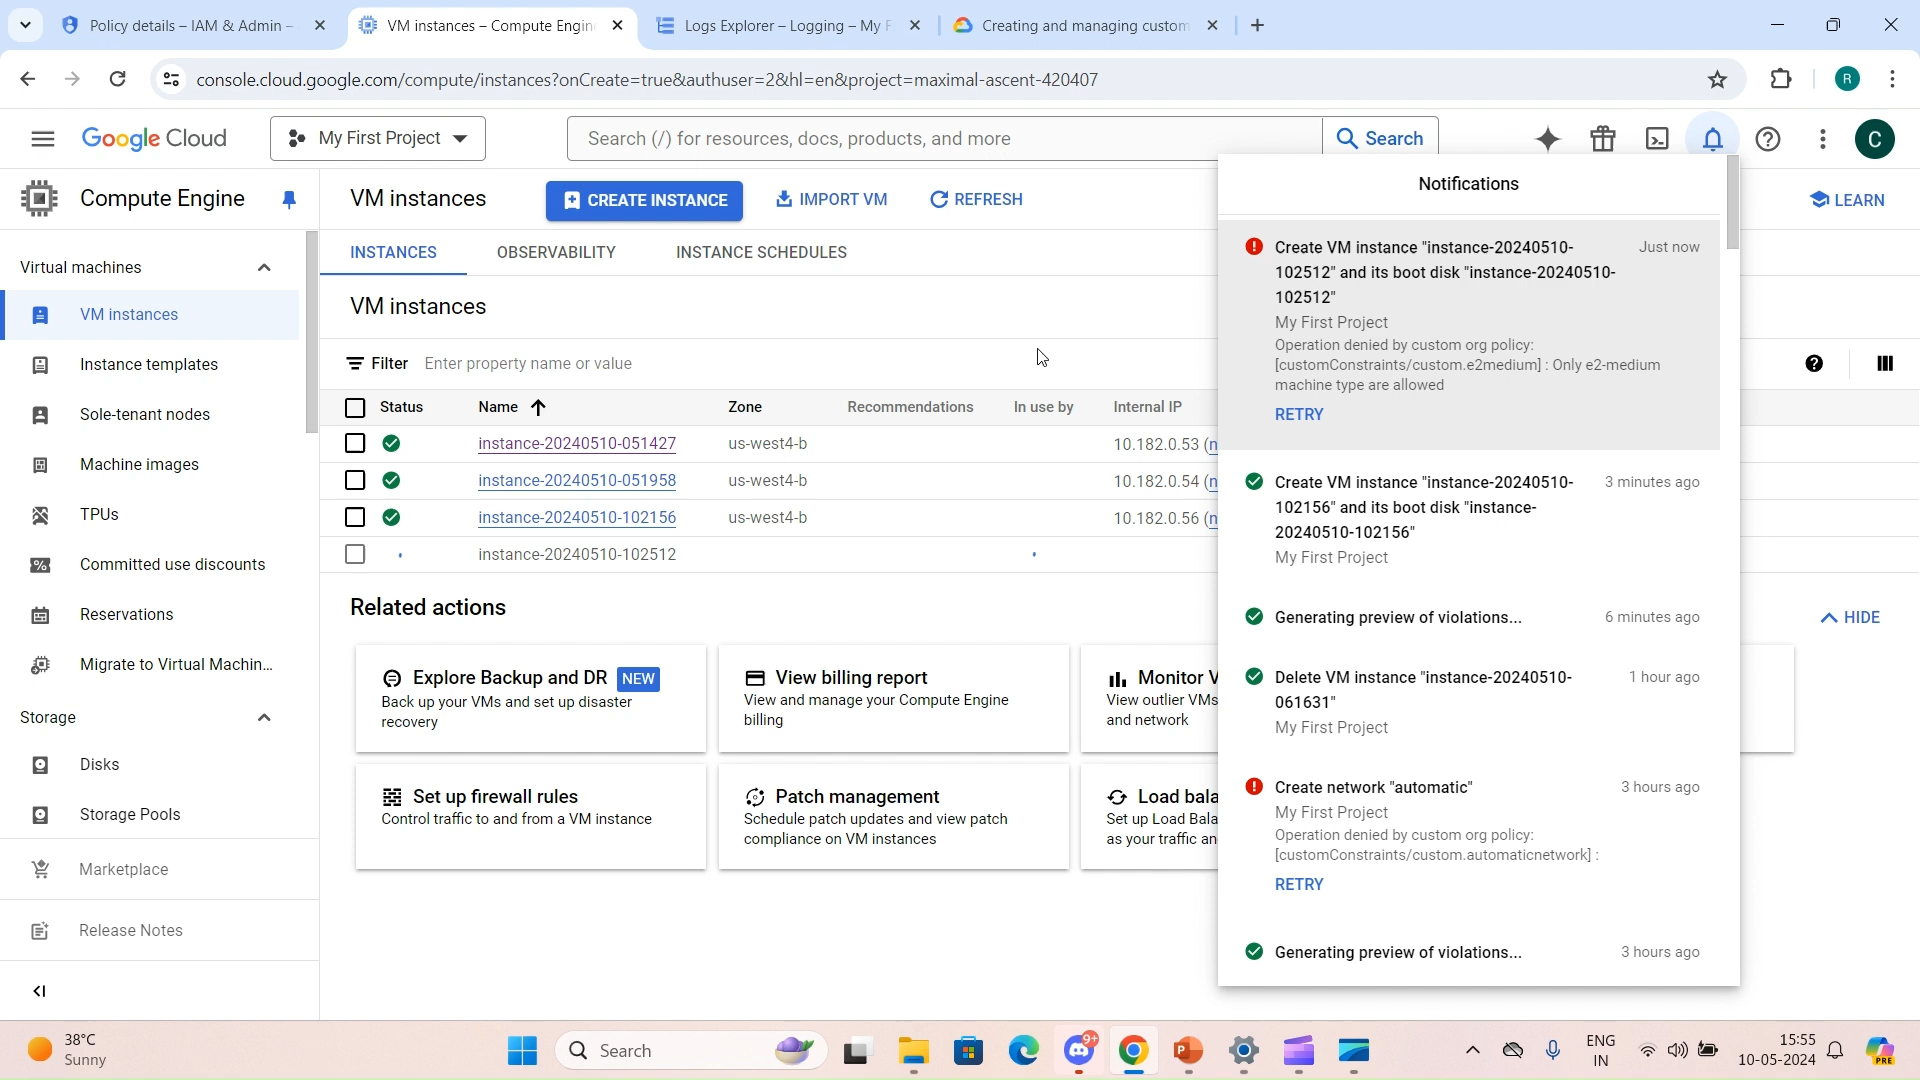 Policy details – IAM & Admin –
VM instances – Compute Engin
Logs Explorer – Logging – My F
Creating and managing custom
console.cloud.google.com/compute/instances?onCreate=true&authuser=2&hl=en&project=maximal-ascent-420407
R
Google Cloud
My First Project
Search (/) for resources, docs, products, and more
Search
C
Compute Engine
VM instances
CREATE INSTANCE
IMPORT VM
REFRESH
LEARN
INSTANCES
OBSERVABILITY
INSTANCE SCHEDULES
Virtual machines
VM instances
Instance templates
Sole-tenant nodes
Machine images
TPUs
Committed use discounts
Reservations
Migrate to Virtual Machin...
Storage
Disks
Storage Pools
Marketplace
Release Notes
VM instances
Filter Enter property name or value
Status Name Zone Recommendations In use by Internal IP
instance-20240510-051427 us-west4-b 10.182.0.53 (n
instance-20240510-051958 us-west4-b 10.182.0.54 (n
instance-20240510-102156 us-west4-b 10.182.0.56 (n
instance-20240510-102512
Related actions
HIDE
Explore Backup and DR NEW
Back up your VMs and set up disaster
recovery
View billing report
View and manage your Compute Engine
billing
Monitor V
View outlier VMs
and network
Set up firewall rules
Control traffic to and from a VM instance
Patch management
Schedule patch updates and view patch
compliance on VM instances
Load bala
Set up Load Bala
as your traffic an
Notifications
Create VM instance "instance-20240510-
102512" and its boot disk "instance-20240510-
102512"
Just now
My First Project
Operation denied by custom org policy:
[customConstraints/custom.e2medium] : Only e2-medium
machine type are allowed
RETRY
Create VM instance "instance-20240510-
102156" and its boot disk "instance-
20240510-102156"
3 minutes ago
My First Project
Generating preview of violations...
6 minutes ago
Delete VM instance "instance-20240510-
061631"
1 hour ago
My First Project
Create network "automatic"
3 hours ago
My First Project
Operation denied by custom org policy:
[customConstraints/custom.automaticnetwork] :
RETRY
Generating preview of violations...
3 hours ago
38°C
Sunny
Search
9+
ENG
IN
15:55
10-05-2024
PRE